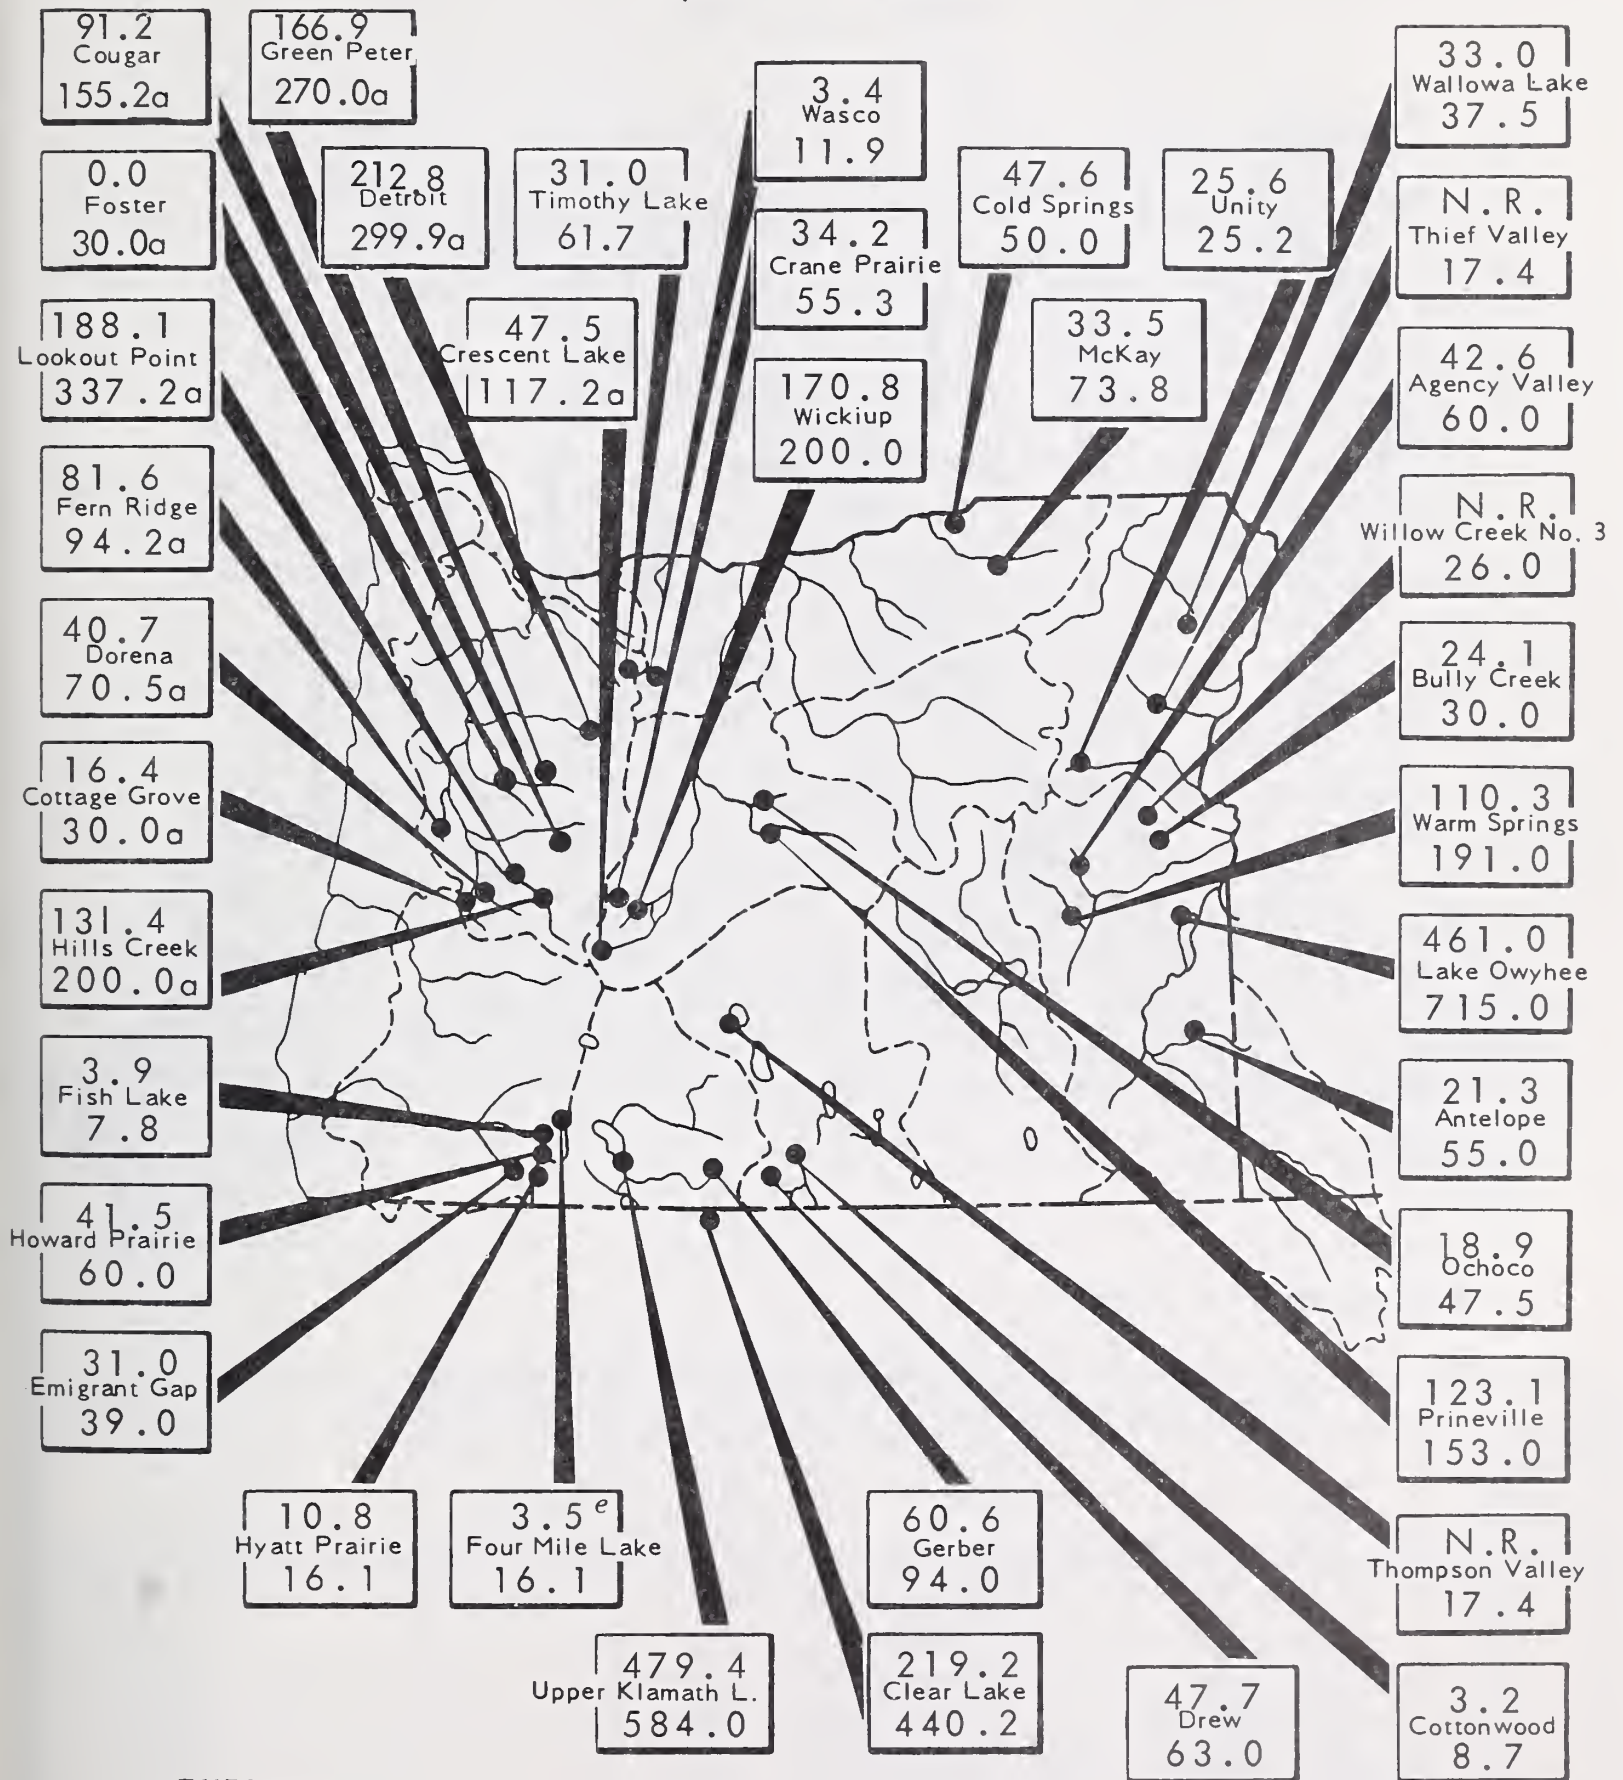 91.2
Cougar
155.2a
166.9
Green Peter
270.0a
0.0
Foster
30.0a
212.8
Detroit
299.9a
31.0
Timothy Lake
61.7
3.4
Wasco
11.9
47.6
Cold Springs
50.0
25.6
Unity
25.2
33.0
Wallowa Lake
37.5
N.R.
Thief Valley
17.4
34.2
Crane Prairie
55.3
188.1
Lookout Point
337.2a
47.5
Crescent Lake
117.2a
33.5
McKay
73.8
42.6
Agency Valley
60.0
170.8
Wickiup
200.0
81.6
Fern Ridge
94.2a
N.R.
Willow Creek No. 3
26.0
40.7
Dorena
70.5a
24.1
Bully Creek
30.0
16.4
Cottage Grove
30.0a
110.3
Warm Springs
191.0
131.4
Hills Creek
200.0a
461.0
Lake Owyhee
715.0
3.9
Fish Lake
7.8
21.3
Antelope
55.0
41.5
Howard Prairie
60.0
18.9
Ochoco
47.5
31.0
Emigrant Gap
39.0
123.1
Prineville
153.0
10.8
Hyatt Prairie
16.1
3.5 e
Four Mile Lake
16.1
60.6
Gerber
94.0
N.R.
Thompson Valley
17.4
479.4
Upper Klamath L.
584.0
219.2
Clear Lake
440.2
47.7
Drew
63.0
3.2
Cottonwood
8.7